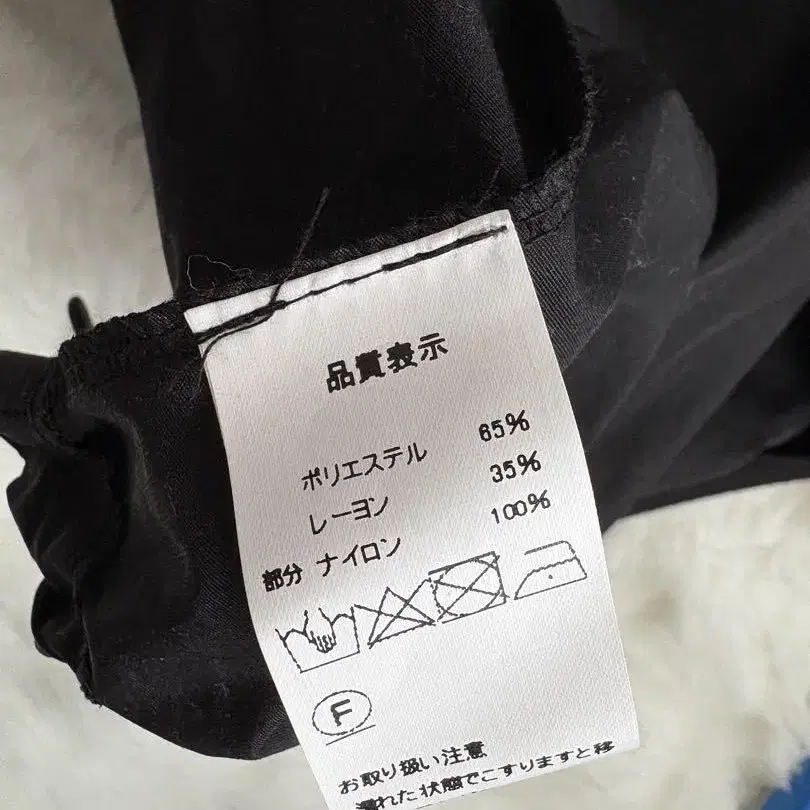 品質表示
ポリエステル 65%
レーヨン 35%
部分 ナイロン 100%
F
お取り扱い注意
濡れた状態でこすりますと移